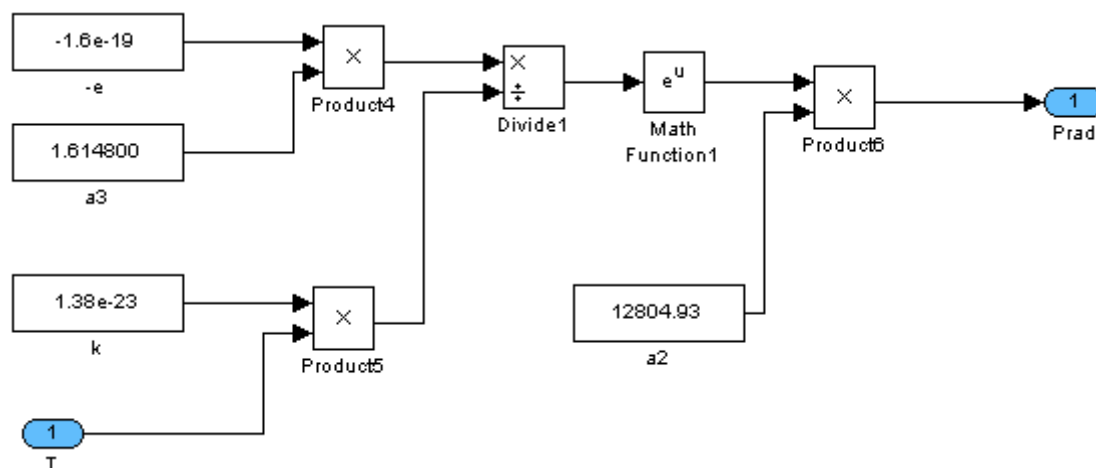 -1.6e-19
-e
×
Product4
1.614800
a3
×
÷
Divide1
e^u
Math
Function1
×
Product6
1
Prad
1.38e-23
k
×
Product5
12804.93
a2
1
T